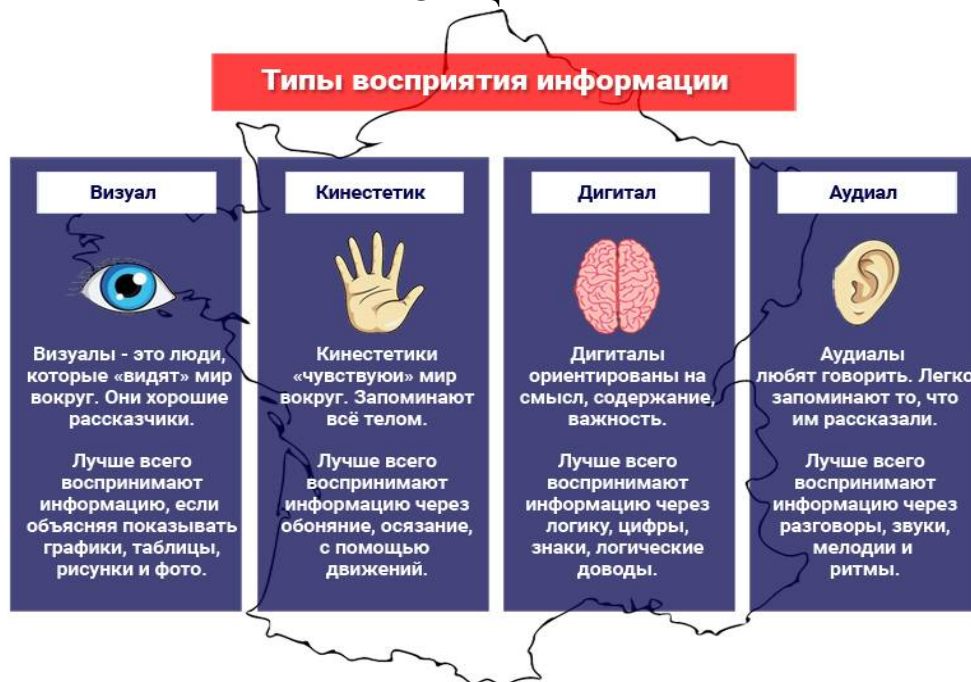 Типы восприятия информации
Визуал
Визуалы - это люди,
которые «видят» мир
вокруг. Они хорошие
рассказчики.
Лучше всего
воспринимают
информацию, если
объясняя показывать
графики, таблицы,
рисунки и фото.
Кинестетик
Кинестетики
«чувствуюи» мир
вокруг. Запоминают
всё телом.
Лучше всего
воспринимают
информацию через
обоняние, осязание,
с помощью
движений.
Дигитал
Дигиталы
ориентированы на
смысл, содержание,
важность.
Лучше всего
воспринимают
информацию через
логику, цифры,
знаки, логические
доводы.
Аудиал
Аудиалы
любят говорить. Легко
запоминают то, что
им рассказали.
Лучше всего
воспринимают
информацию через
разговоры, звуки,
мелодии и
ритмы.